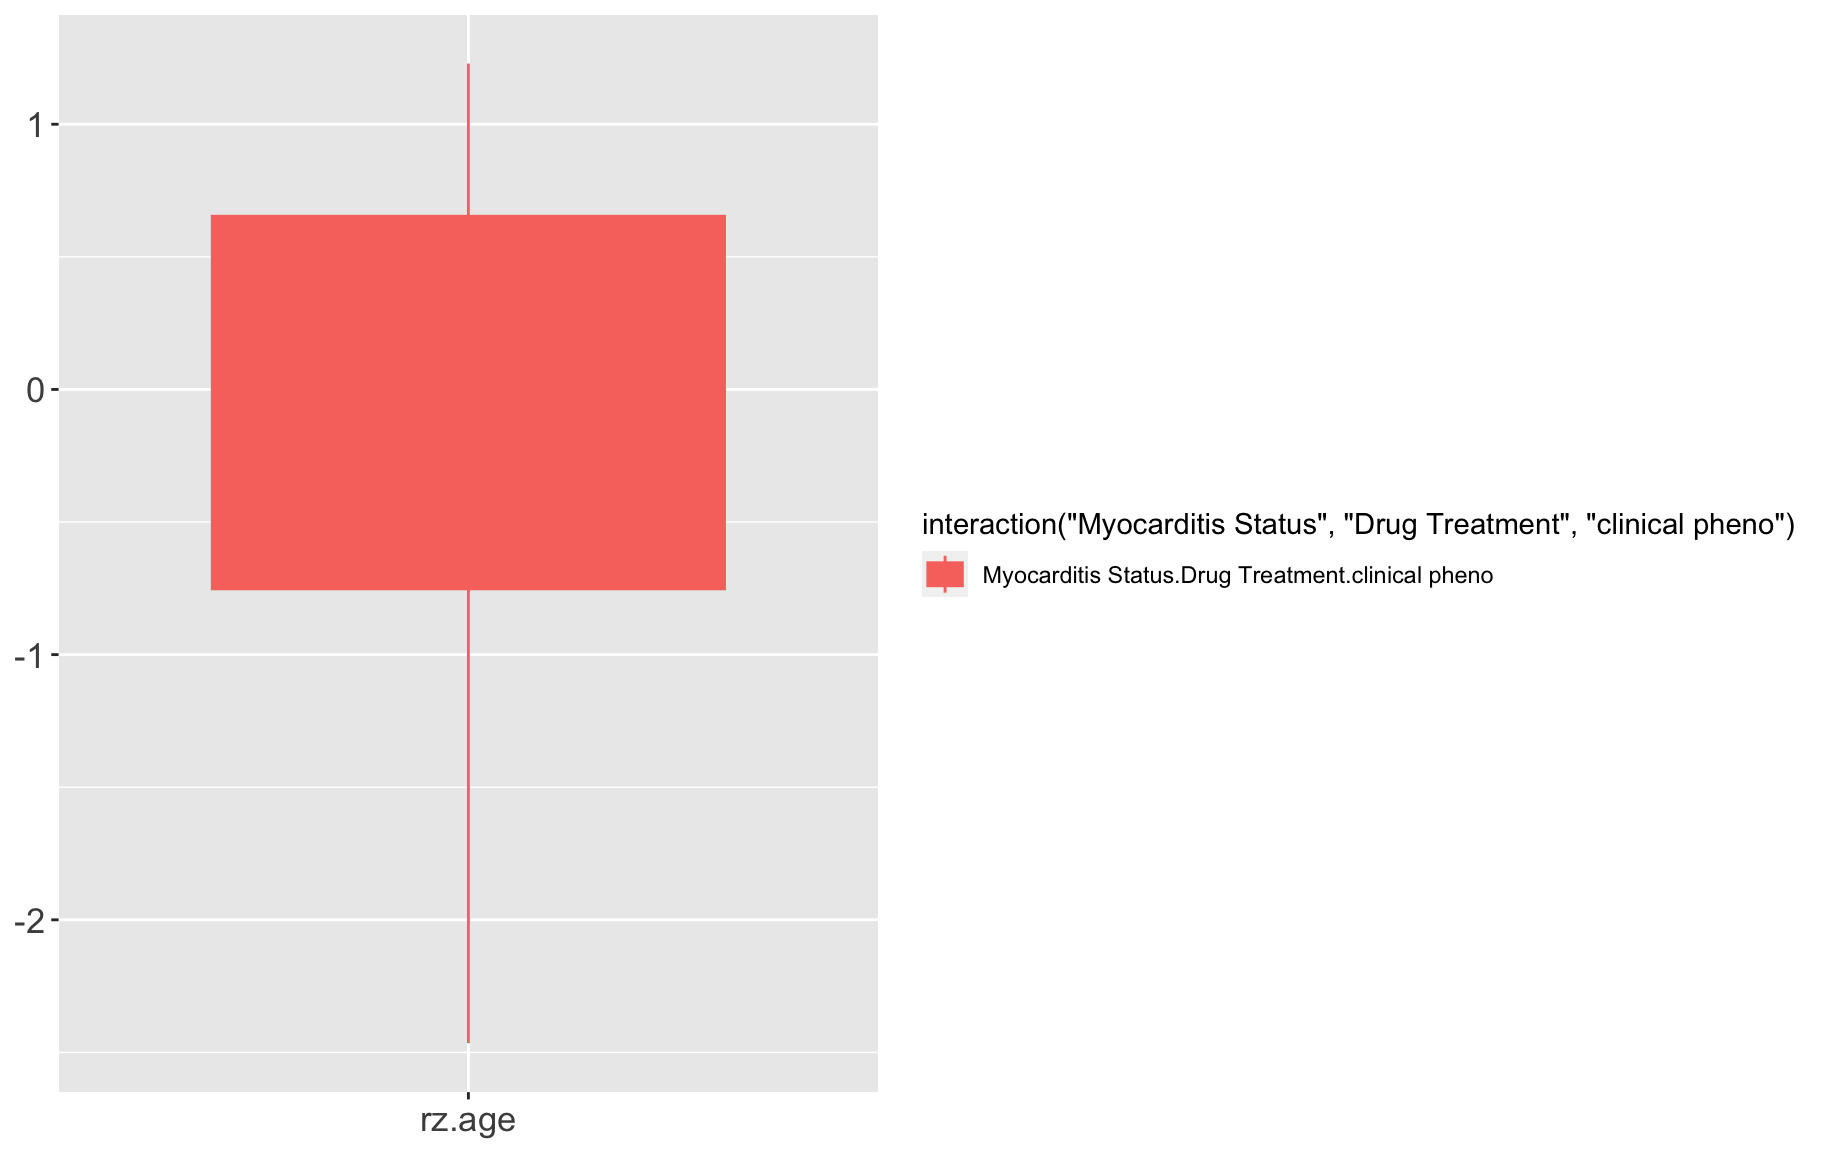 1
0
-1
-2
rz.age
interaction("Myocarditis Status", "Drug Treatment", "clinical pheno")
Myocarditis Status.Drug Treatment.clinical pheno